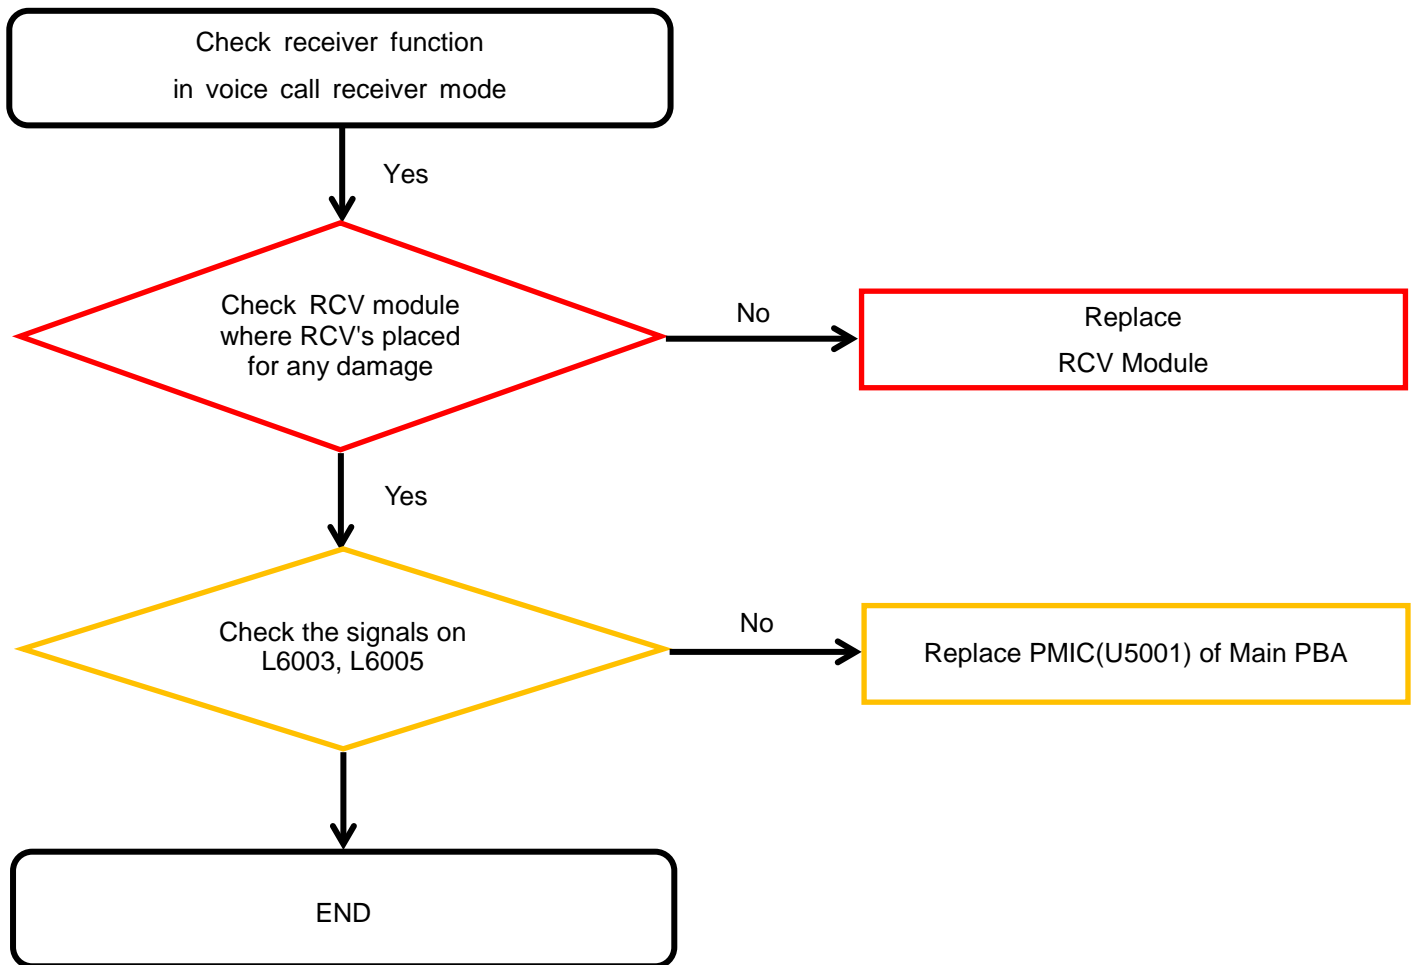 Check receiver function
in voice call receiver mode
Yes
Check RCV module
where RCV's placed
for any damage
No
Replace
RCV Module
Yes
Check the signals on
L6003, L6005
No
Replace PMIC(U5001) of Main PBA
END